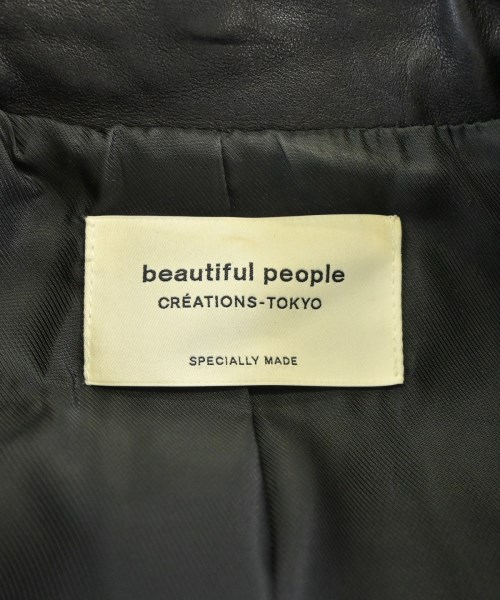 beautiful people
CRÉATIONS-TOKYO
SPECIALLY MADE